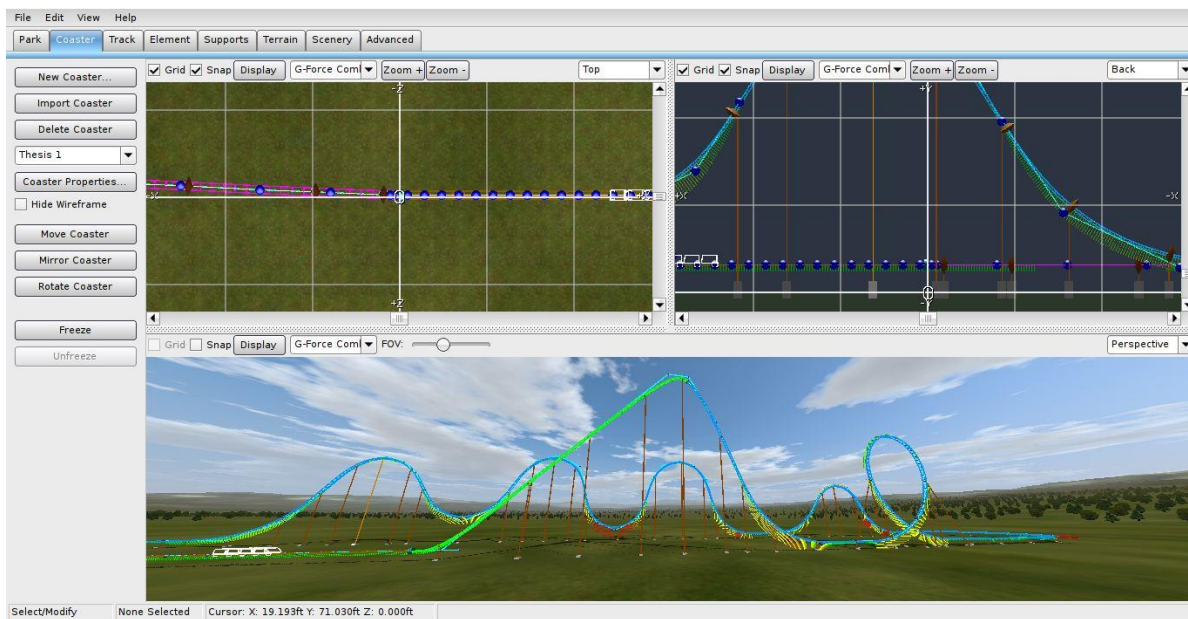 File Edit View Help
Park Coaster Track Element Supports Terrain Scenery Advanced
New Coaster...
Import Coaster
Delete Coaster
Thesis 1
Coaster Properties...
Hide Wireframe
Move Coaster
Mirror Coaster
Rotate Coaster
Freeze
Unfreeze
Grid Snap Display G-Force Coml Zoom + Zoom - Top
-Z
-X
+Z
Grid Snap Display G-Force Coml Zoom + Zoom - Back
+Y
+X -X
-Y
Grid Snap Display G-Force Coml FOV: Perspective
Select/Modify None Selected Cursor: X: 19.193ft Y: 71.030ft Z: 0.000ft